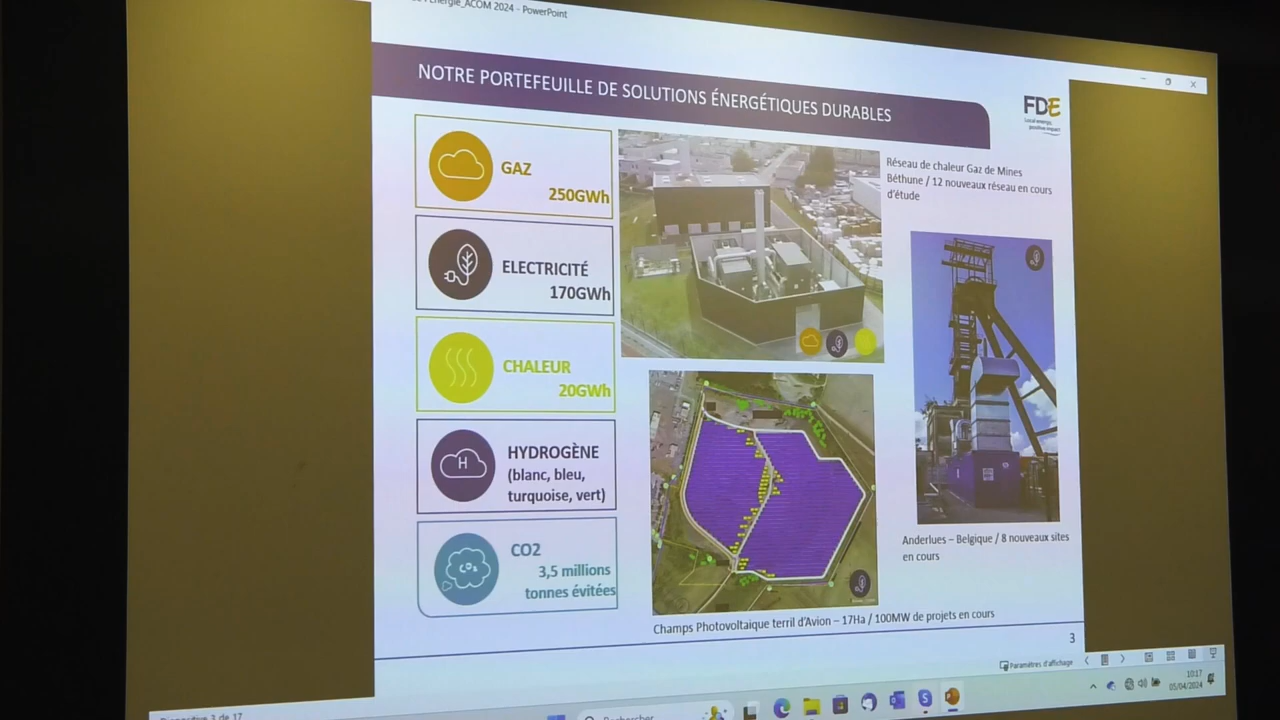 Energie_ACOM 2024 - PowerPoint
NOTRE PORTEFEUILLE DE SOLUTIONS ÉNERGÉTIQUES DURABLES
FDE
Local energy,
positive impact
GAZ
250GWh
ELECTRICITÉ
170GWh
CHALEUR
20GWh
H
HYDROGÈNE
(blanc, bleu,
turquoise, vert)
CO₂
CO2
3,5 millions
tonnes évitées
Réseau de chaleur Gaz de Mines
Béthune / 12 nouveaux réseau en cours
d'étude
Anderlues – Belgique / 8 nouveaux sites
en cours
Champs Photovoltaique terril d'Avion – 17Ha / 100MW de projets en cours
3
Paramètres d'affichage
Diapositive 3 de 17
Rechercher
10:17
05/04/2024